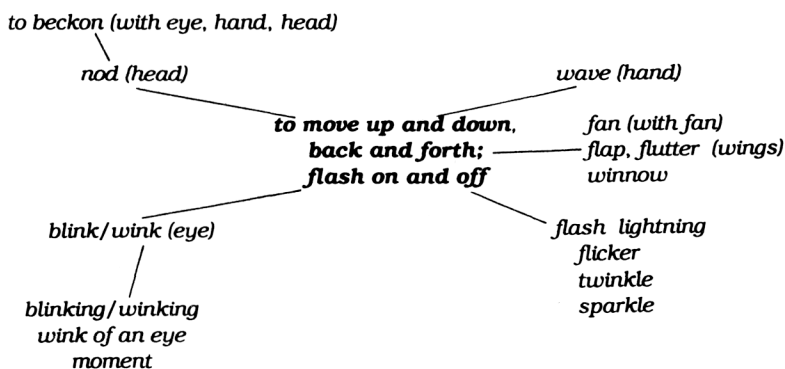 to beckon (with eye, hand, head)
nod (head)
wave (hand)
to move up and down,
back and forth;
flash on and off
fan (with fan)
flap, flutter (wings)
winnow
blink/wink (eye)
flash lightning
flicker
twinkle
sparkle
blinking/winking
wink of an eye
moment